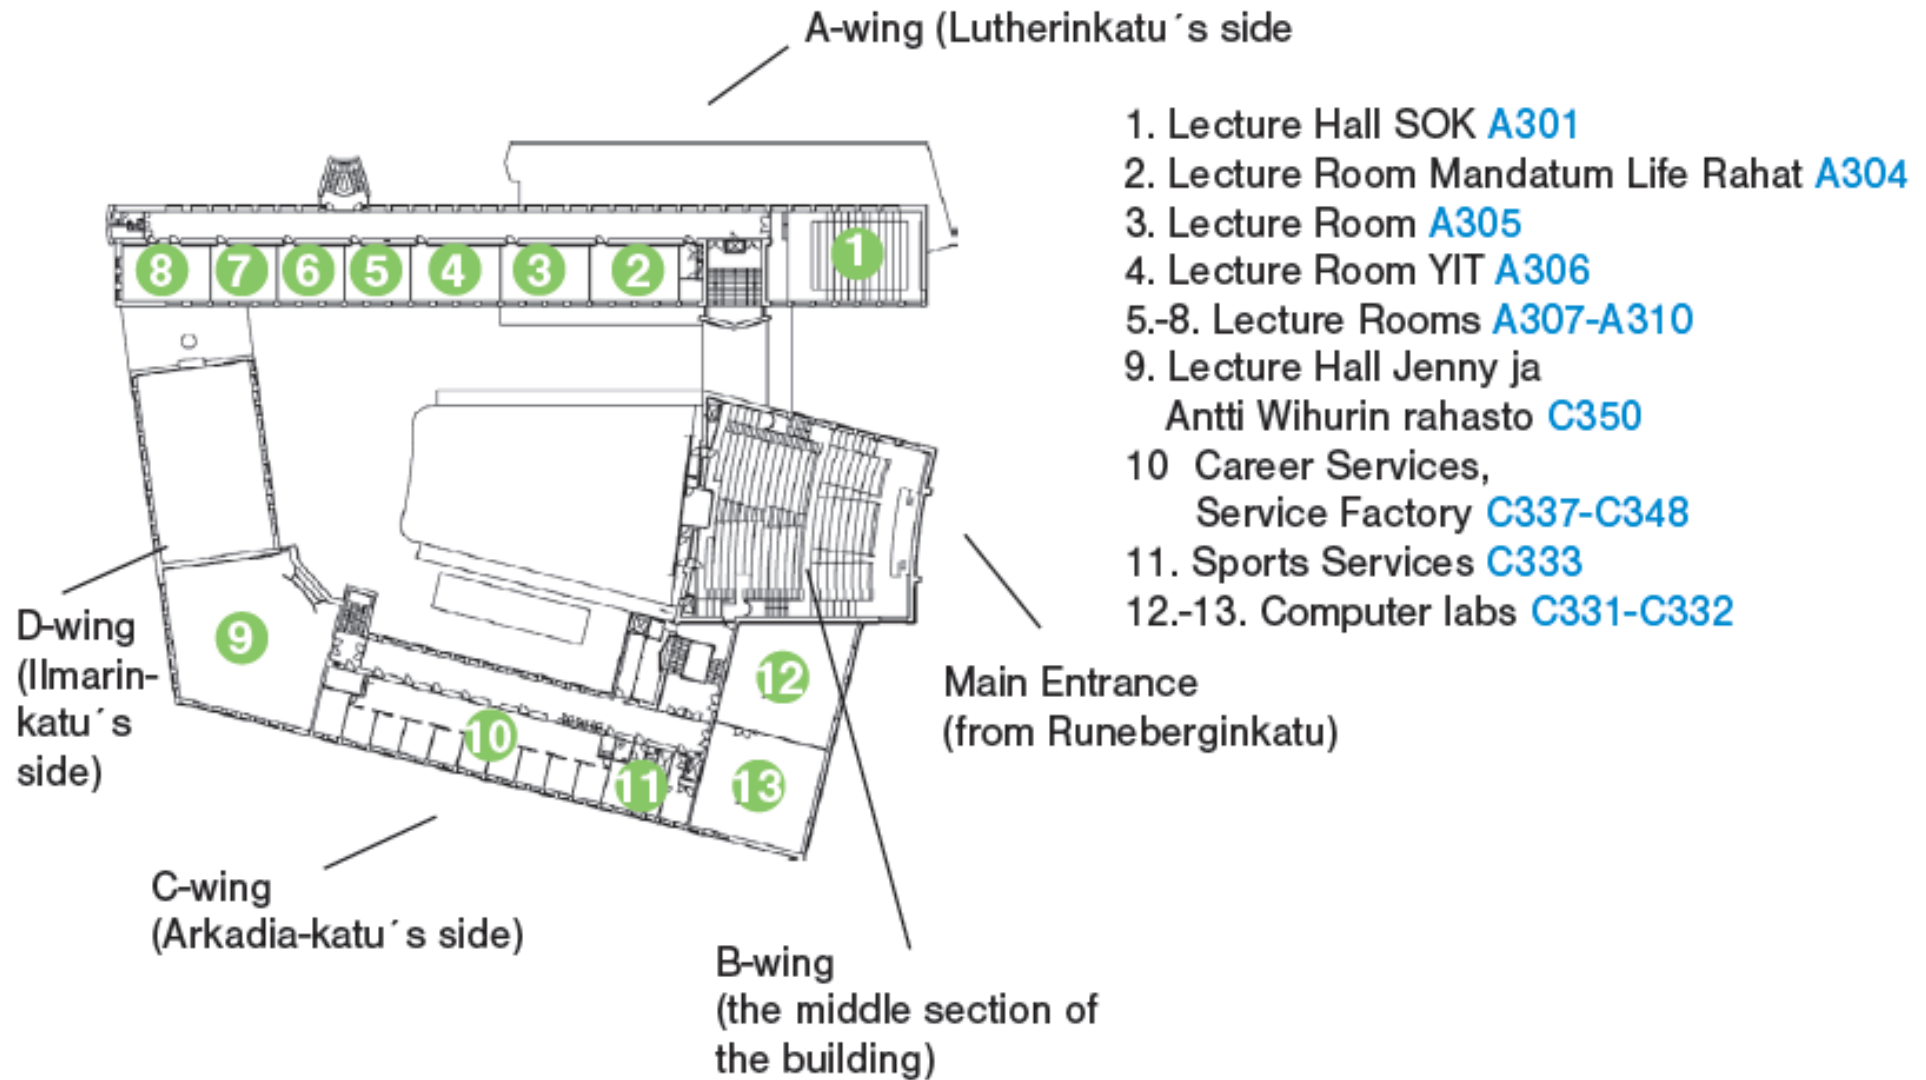 A-wing (Lutherinkatu´s side
1. Lecture Hall SOK A301
2. Lecture Room Mandatum Life Rahat A304
3. Lecture Room A305
4. Lecture Room YIT A306
5.-8. Lecture Rooms A307-A310
9. Lecture Hall Jenny ja
Antti Wihurin rahasto C350
10 Career Services,
Service Factory C337-C348
11. Sports Services C333
12.-13. Computer labs C331-C332
8 7 6 5 4 3 2 1
9
10
11
12
13
D-wing
(Ilmarin-
katu´s
side)
Main Entrance
(from Runeberginkatu)
C-wing
(Arkadia-katu´s side)
B-wing
(the middle section of
the building)